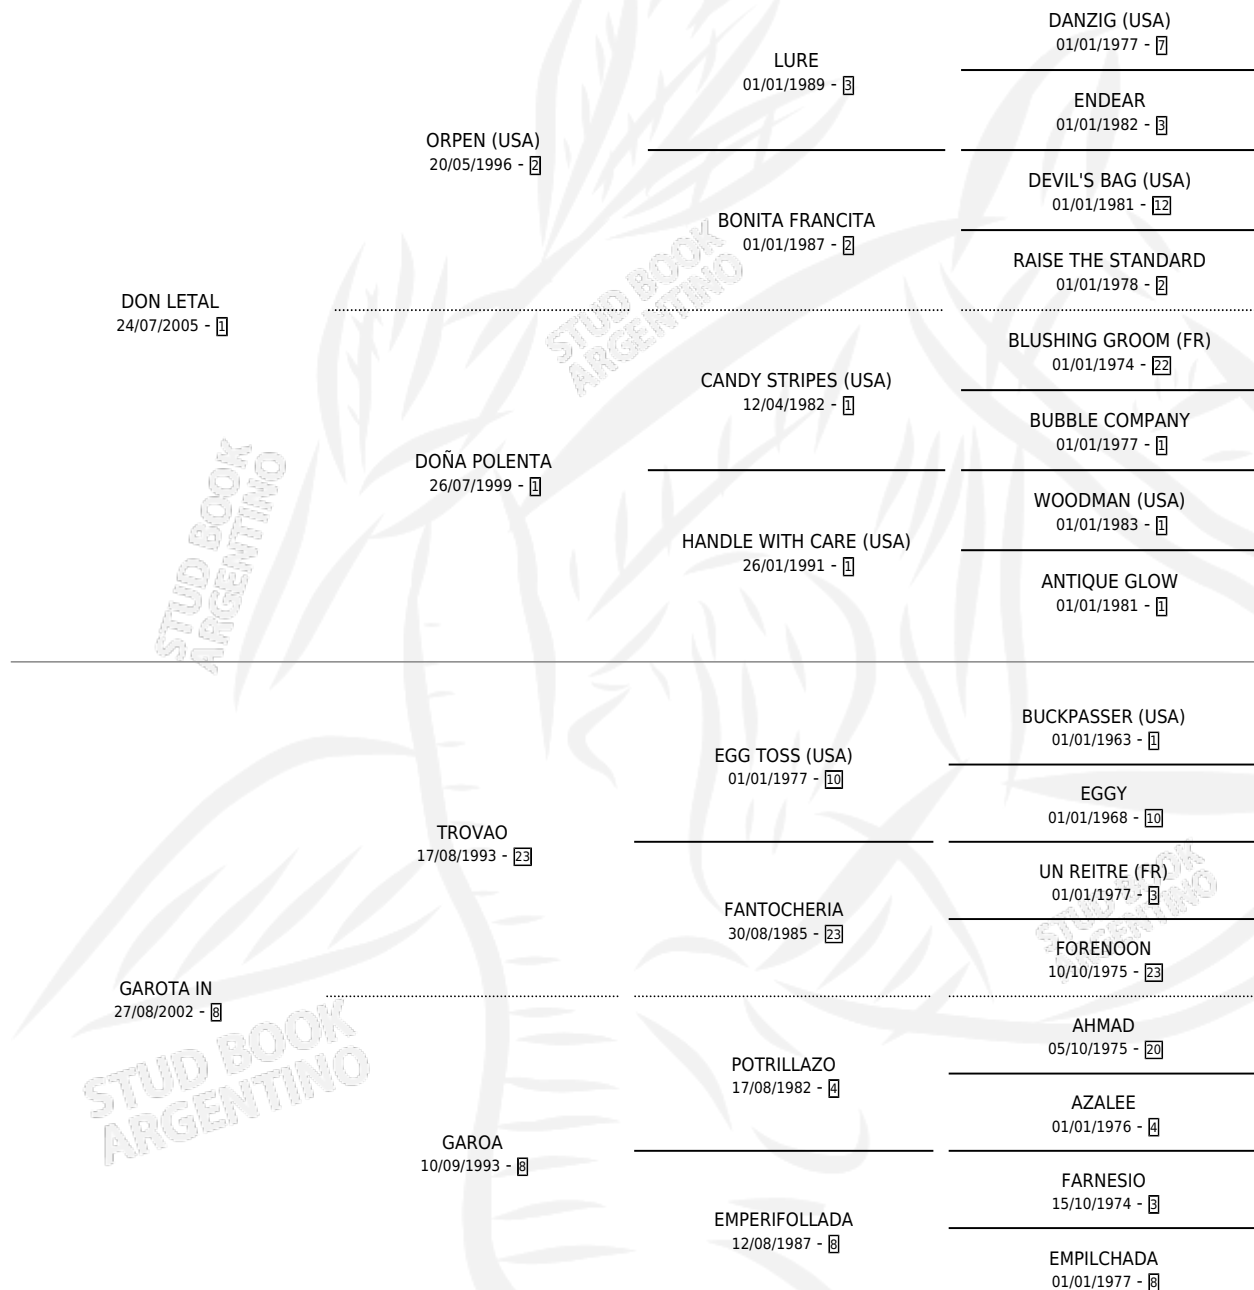 DANZIG (USA)
01/01/1977 - 7
LURE
01/01/1989 - 3
ENDEAR
01/01/1982 - 3
ORPEN (USA)
20/05/1996 - 2
DEVIL'S BAG (USA)
01/01/1981 - 12
BONITA FRANCITA
01/01/1987 - 2
RAISE THE STANDARD
01/01/1978 - 2
DON LETAL
24/07/2005 - 1
BLUSHING GROOM (FR)
01/01/1974 - 22
CANDY STRIPES (USA)
12/04/1982 - 1
BUBBLE COMPANY
01/01/1977 - 1
DOÑA POLENTA
26/07/1999 - 1
WOODMAN (USA)
01/01/1983 - 1
HANDLE WITH CARE (USA)
26/01/1991 - 1
ANTIQUE GLOW
01/01/1981 - 1
BUCKPASSER (USA)
01/01/1963 - 1
EGG TOSS (USA)
01/01/1977 - 10
EGGY
01/01/1968 - 10
TROVAO
17/08/1993 - 23
UN REITRE (FR)
01/01/1977 - 3
FANTOCHERIA
30/08/1985 - 23
FORENOON
10/10/1975 - 23
GAROTA IN
27/08/2002 - 8
AHMAD
05/10/1975 - 20
POTRILLAZO
17/08/1982 - 4
AZALEE
01/01/1976 - 4
GAROA
10/09/1993 - 8
FARNESIO
15/10/1974 - 3
EMPERIFOLLADA
12/08/1987 - 8
EMPILCHADA
01/01/1977 - 8
STUD BOOK
ARGENTINO
STUD BOOK
ARGENTINO
STUD BOOK
ARGENTINO
STUD BOOK
ARGENTINO